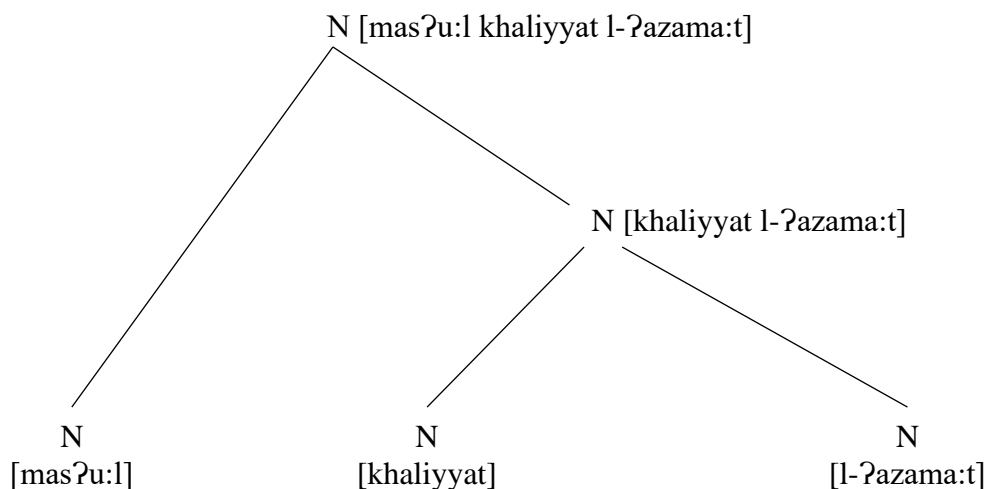 N [masʔu:l khaliyyat l-ʔazama:t]
N [khaliyyat l-ʔazama:t]
N N N
[masʔu:l] [khaliyyat] [l-ʔazama:t]